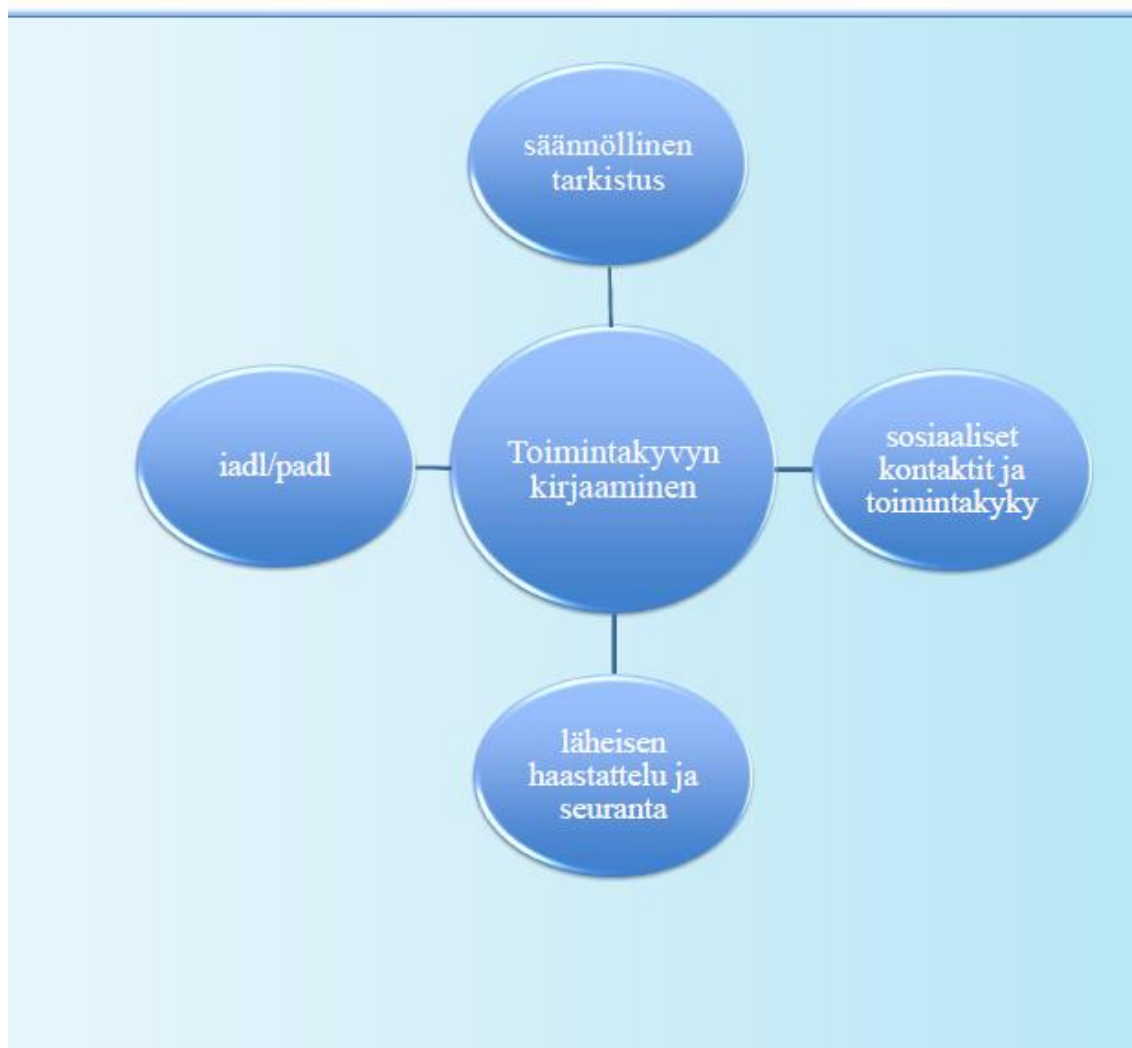 säännöllinen
tarkistus
iadl/padl
Toimintakyvyn
kirjaaminen
sosiaaliset
kontaktit ja
toimintakyky
läheisen
haastattelu ja
seuranta